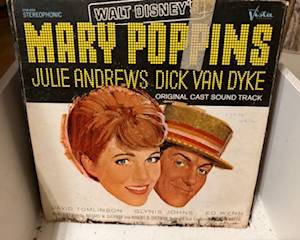 STEREOPHONIC
WALT DISNEY'S
Vista
MARY POPPINS
JULIE ANDREWS DICK VAN DYKE
ORIGINAL CAST SOUND TRACK
DAVID TOMLINSON GLYNIS JOHNS ED WYNN